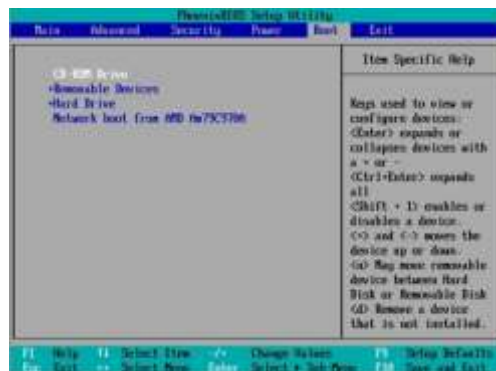 PhoenixBIOS Setup Utility
Main Advanced Security Power Boot Exit
CD-ROM Drive
+Removable Devices
+Hard Drive
Network boot from AMD Am79C970A
Item Specific Help
Keys used to view or
configure devices:
<Enter> expands or
collapses devices with
a + or -
<Ctrl+Enter> expands
all
<Shift + 1> enables or
disables a device.
<+> and <-> moves the
device up or down.
<n> May move removable
device between Hard
Disk or Removable Disk
<d> Remove a device
that is not installed.
F1 Help ↑↓ Select Item -/+ Change Values F9 Setup Defaults
Esc Exit ↔ Select Menu Enter Select ▸ Sub-Menu F10 Save and Exit